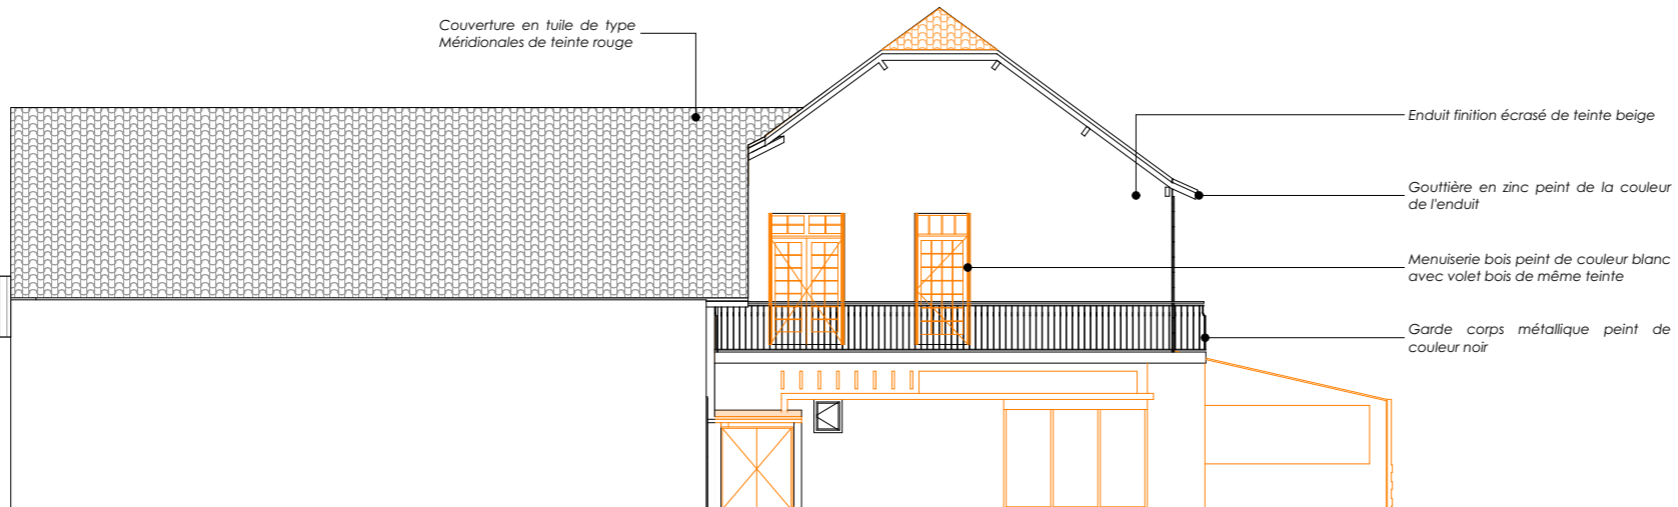 Couverture en tuile de type
Méridionales de teinte rouge
Enduit finition écrasé de teinte beige
Gouttière en zinc peint de la couleur
de l'enduit
Menuiserie bois peint de couleur blanc
avec volet bois de même teinte
Garde corps métallique peint de
couleur noir